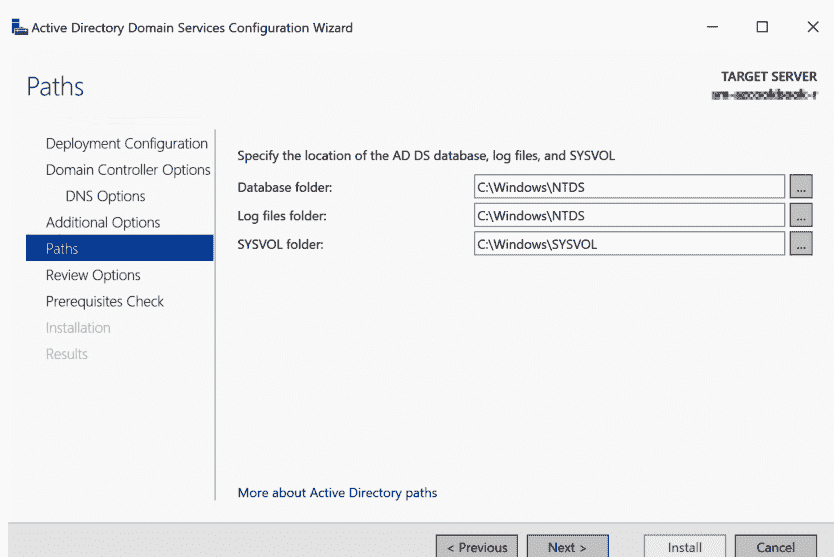 Active Directory Domain Services Configuration Wizard
Paths
TARGET SERVER
Deployment Configuration
Domain Controller Options
DNS Options
Additional Options
Paths
Review Options
Prerequisites Check
Installation
Results
Specify the location of the AD DS database, log files, and SYSVOL
Database folder: C:\Windows\NTDS ...
Log files folder: C:\Windows\NTDS ...
SYSVOL folder: C:\Windows\SYSVOL ...
More about Active Directory paths
< Previous Next > Install Cancel